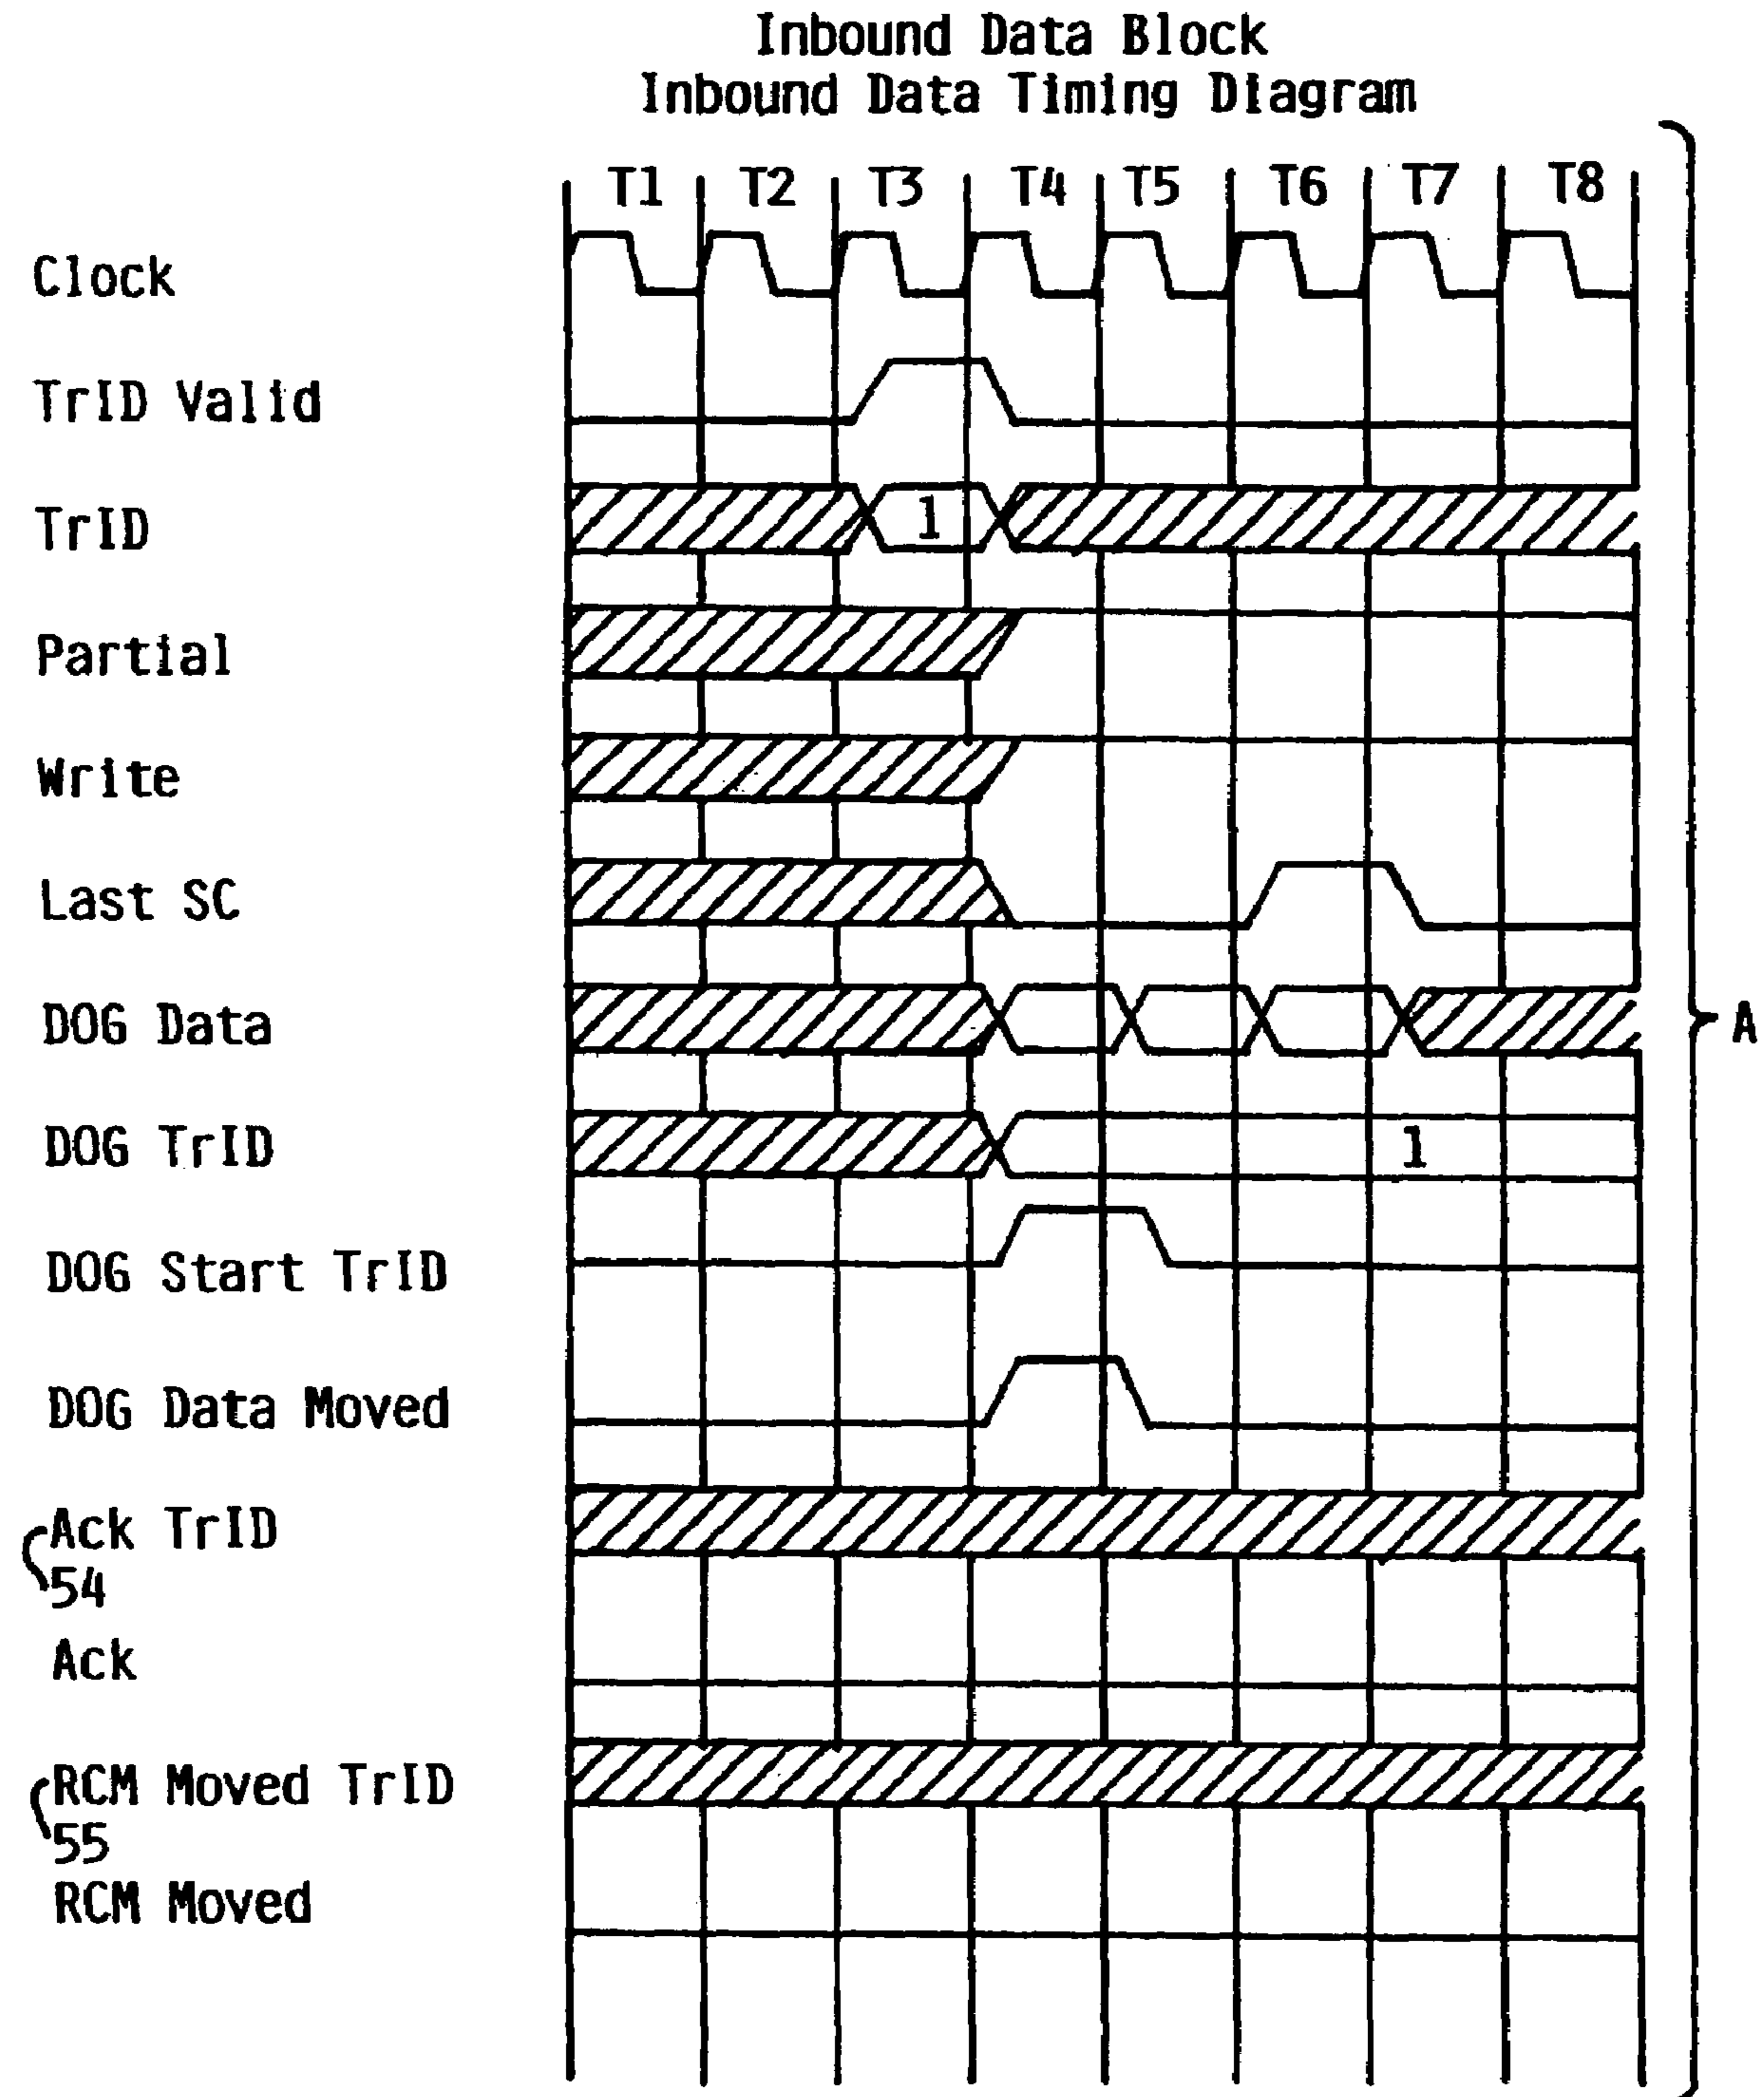 Inbound Data Block
Inbound Data Timing Diagram
T1 T2 T3 T4 T5 T6 T7 T8
Clock
TrID Valid
TrID 1
Partial
Write
Last SC
DOG Data
A
DOG TrID 1
DOG Start TrID
DOG Data Moved
Ack TrID
54
Ack
RCM Moved TrID
55
RCM Moved